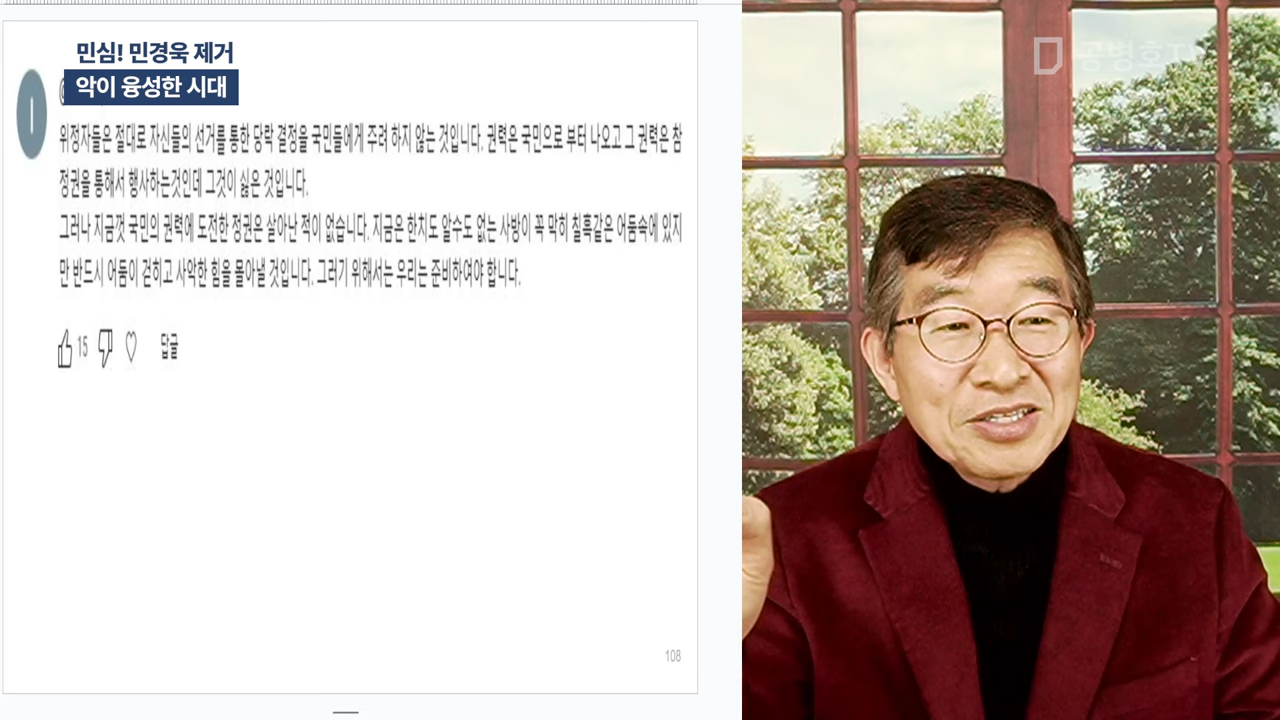 민심! 민경욱 제거
악이 융성한 시대
위정자들은 절대로 자신들의 선거를 통한 당락 결정을 국민들에게 주려 하지 않는 것입니다. 권력은 국민으로 부터 나오고 그 권력은 참
정권을 통해서 행사하는것인데 그것이 싫은 것입니다.
그러나 지금껏 국민의 권력에 도전한 정권은 살아난 적이 없습니다. 지금은 한치도 알수도 없는 사방이 꼭 막히 칠흑같은 어둠속에 있지
만 반드시 어둠이 걷히고 사악한 힘을 몰아낼 것입니다. 그러기 위해서는 우리는 준비하여야 합니다.
15 답글
108
공병호TV